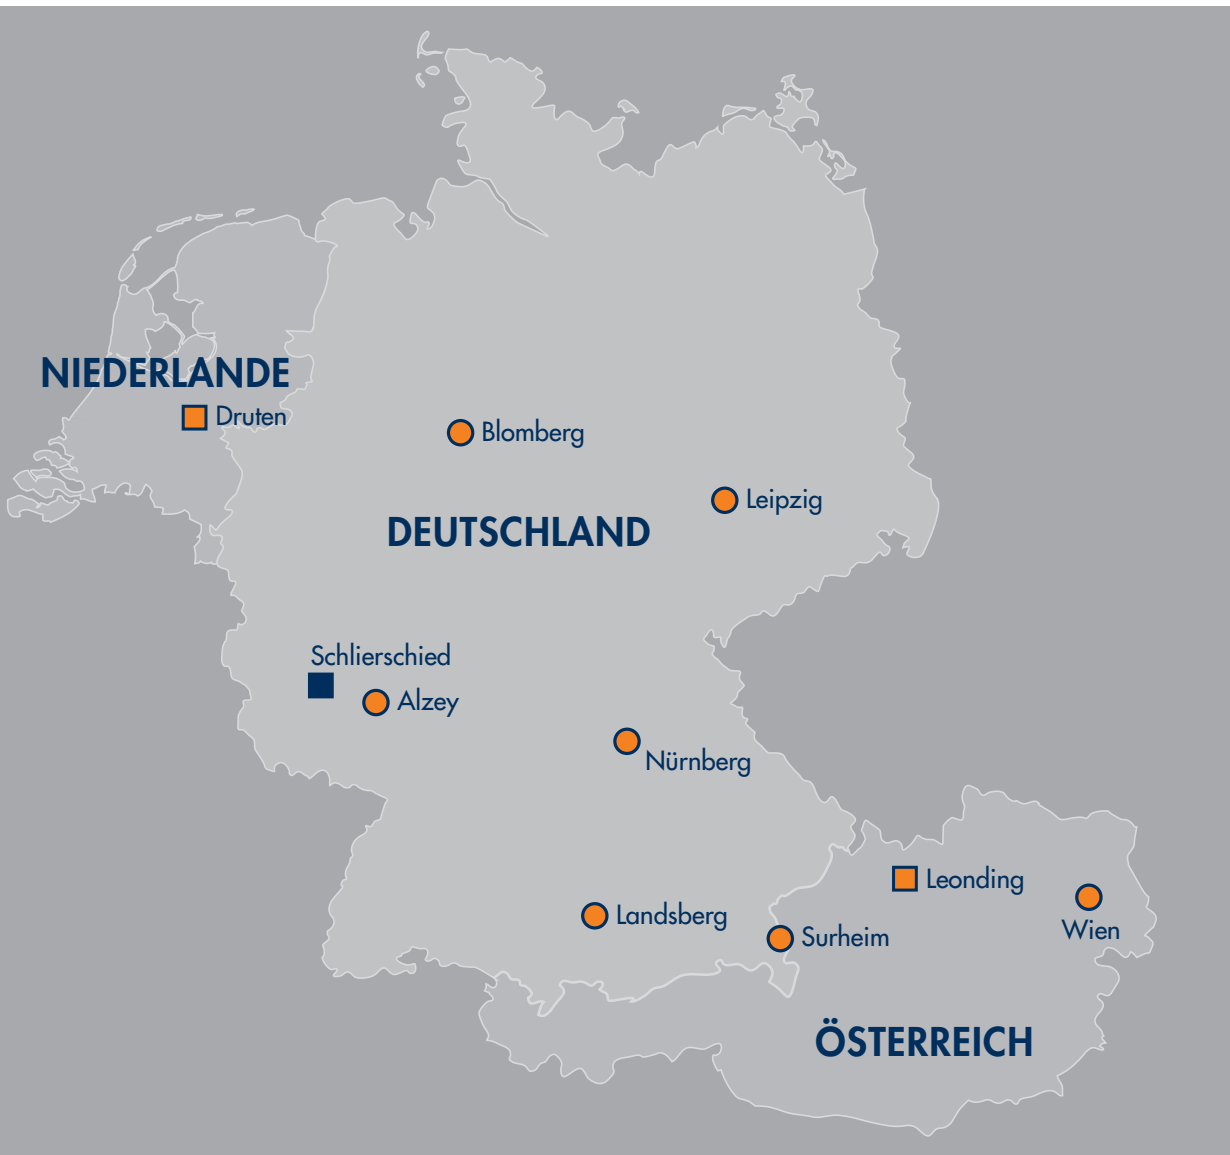 NIEDERLANDE
Druten
Blomberg
Leipzig
DEUTSCHLAND
Schlierschied
Alzey
Nürnberg
Leonding
Landsberg
Wien
Surheim
ÖSTERREICH